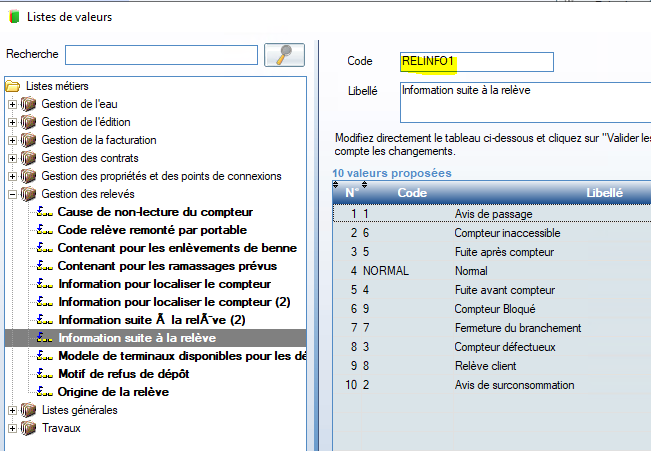 Listes de valeurs
Recherche
Listes métiers
Gestion de l'eau
Gestion de l'édition
Gestion de la facturation
Gestion des contrats
Gestion des propriétés et des points de connexions
Gestion des relevés
Cause de non-lecture du compteur
Code relève remonté par portable
Contenant pour les enlèvements de benne
Contenant pour les ramassages prévus
Information pour localiser le compteur
Information pour localiser le compteur (2)
Information suite Ã la relÃ¨ve (2)
Information suite à la relève
Modele de terminaux disponibles pour les dé
Motif de refus de dépôt
Origine de la relève
Listes générales
Travaux
Code RELINFO1
Libellé Information suite à la relève
Modifiez directement le tableau ci-dessous et cliquez sur "Valider les
compte les changements.
10 valeurs proposées
N° Code Libellé
1 1 Avis de passage
2 6 Compteur inaccessible
3 5 Fuite après compteur
4 NORMAL Normal
5 4 Fuite avant compteur
6 9 Compteur Bloqué
7 7 Fermeture du branchement
8 3 Compteur défectueux
9 8 Relève client
10 2 Avis de surconsommation